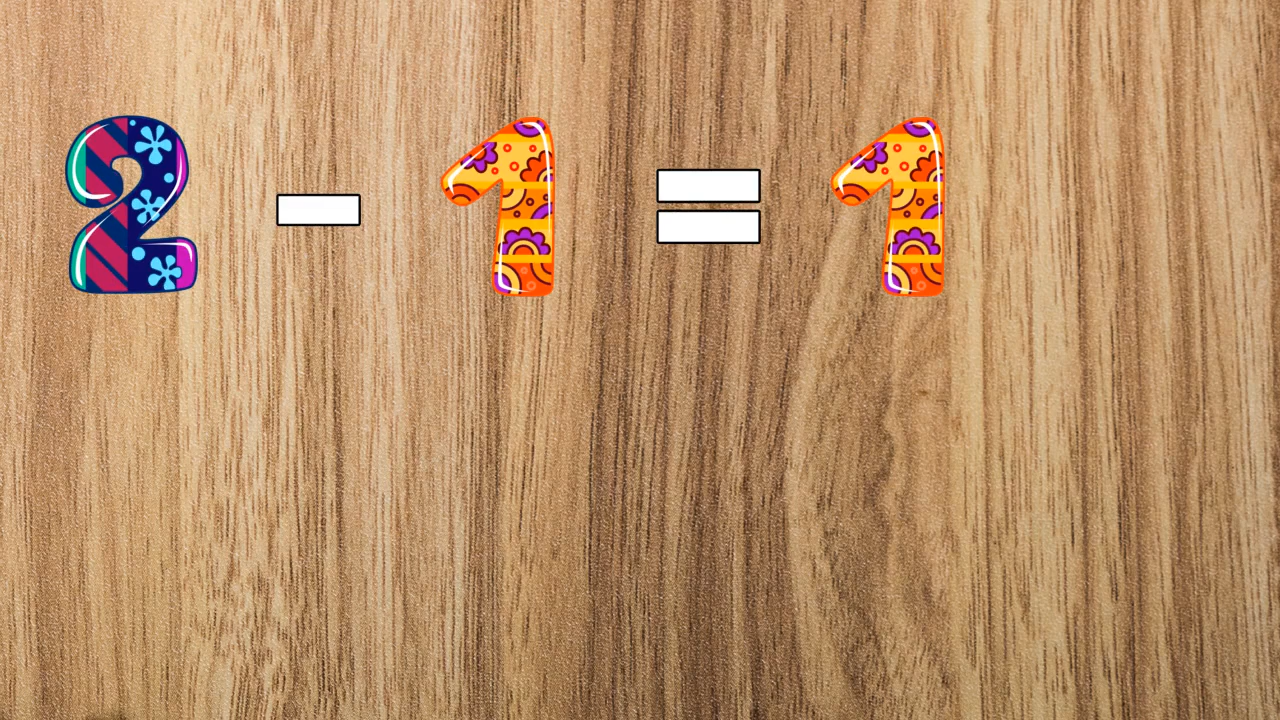 2 - 1 = 1